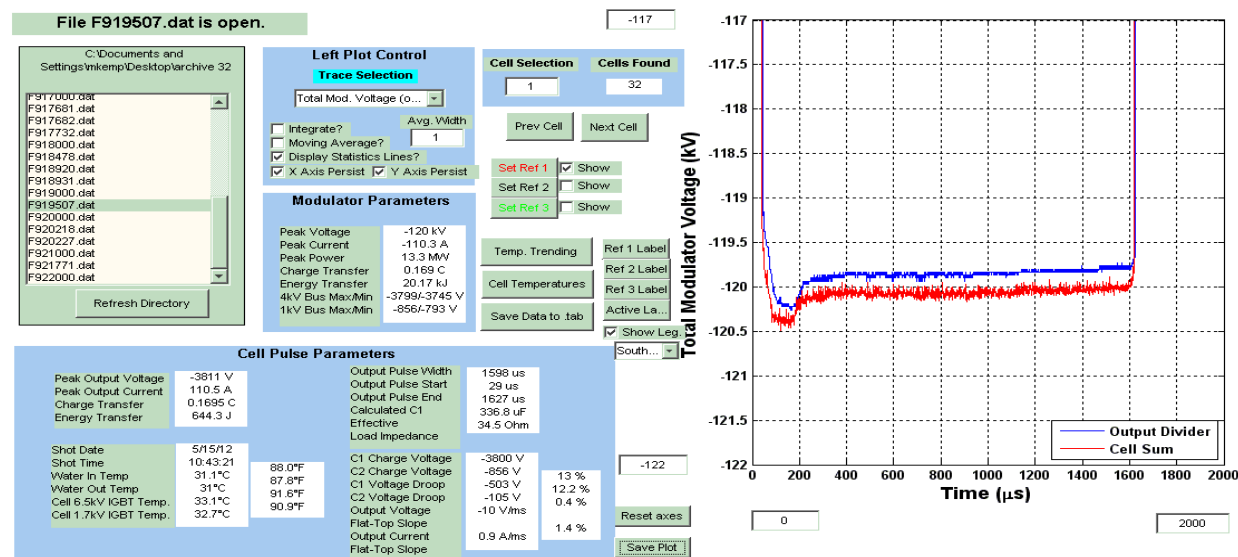 File F919507.dat is open.
C:\Documents and
Settings\mkemp\Desktop\archive 32
F917000.dat
F917681.dat
F917682.dat
F917732.dat
F918000.dat
F918478.dat
F918920.dat
F918931.dat
F919000.dat
F919507.dat
F920000.dat
F920218.dat
F920227.dat
F921000.dat
F921771.dat
F922000.dat
Refresh Directory
Left Plot Control
Trace Selection
Total Mod. Voltage (o...
Avg. Width
1
Integrate?
Moving Average?
Display Statistics Lines?
X Axis Persist Y Axis Persist
Modulator Parameters
Peak Voltage -120 kV
Peak Current -110.3 A
Peak Power 13.3 MW
Charge Transfer 0.169 C
Energy Transfer 20.17 kJ
4kV Bus Max/Min -3799/-3745 V
1kV Bus Max/Min -856/-793 V
-117
Cell Selection Cells Found
1 32
Prev Cell Next Cell
Set Ref 1 Show
Set Ref 2 Show
Set Ref 3 Show
Temp. Trending
Cell Temperatures
Save Data to .tab
Ref 1 Label
Ref 2 Label
Ref 3 Label
Active La...
Show Leg.
South...
Cell Pulse Parameters
Peak Output Voltage -3811 V
Peak Output Current 110.5 A
Charge Transfer 0.1695 C
Energy Transfer 644.3 J
Shot Date 5/15/12
Shot Time 10:43:21
Water In Temp 31.1°C 88.0°F
Water Out Temp 31°C 87.8°F
Cell 6.5kV IGBT Temp. 33.1°C 91.6°F
Cell 1.7kV IGBT Temp. 32.7°C 90.9°F
Output Pulse Width 1598 us
Output Pulse Start 29 us
Output Pulse End 1627 us
Calculated C1 336.8 uF
Effective 34.5 Ohm
Load Impedance
C1 Charge Voltage -3800 V
C2 Charge Voltage -856 V 13 %
C1 Voltage Droop -503 V 12.2 %
C2 Voltage Droop -105 V 0.4 %
Output Voltage -10 V/ms
Flat-Top Slope 1.4 %
Output Current 0.9 A/ms
Flat-Top Slope
-122
Reset axes
Save Plot
Total Modulator Voltage (kV)
-117
-117.5
-118
-118.5
-119
-119.5
-120
-120.5
-121
-121.5
-122
Output Divider
Cell Sum
0 200 400 600 800 1000 1200 1400 1600 1800 2000
Time (μs)
0
2000